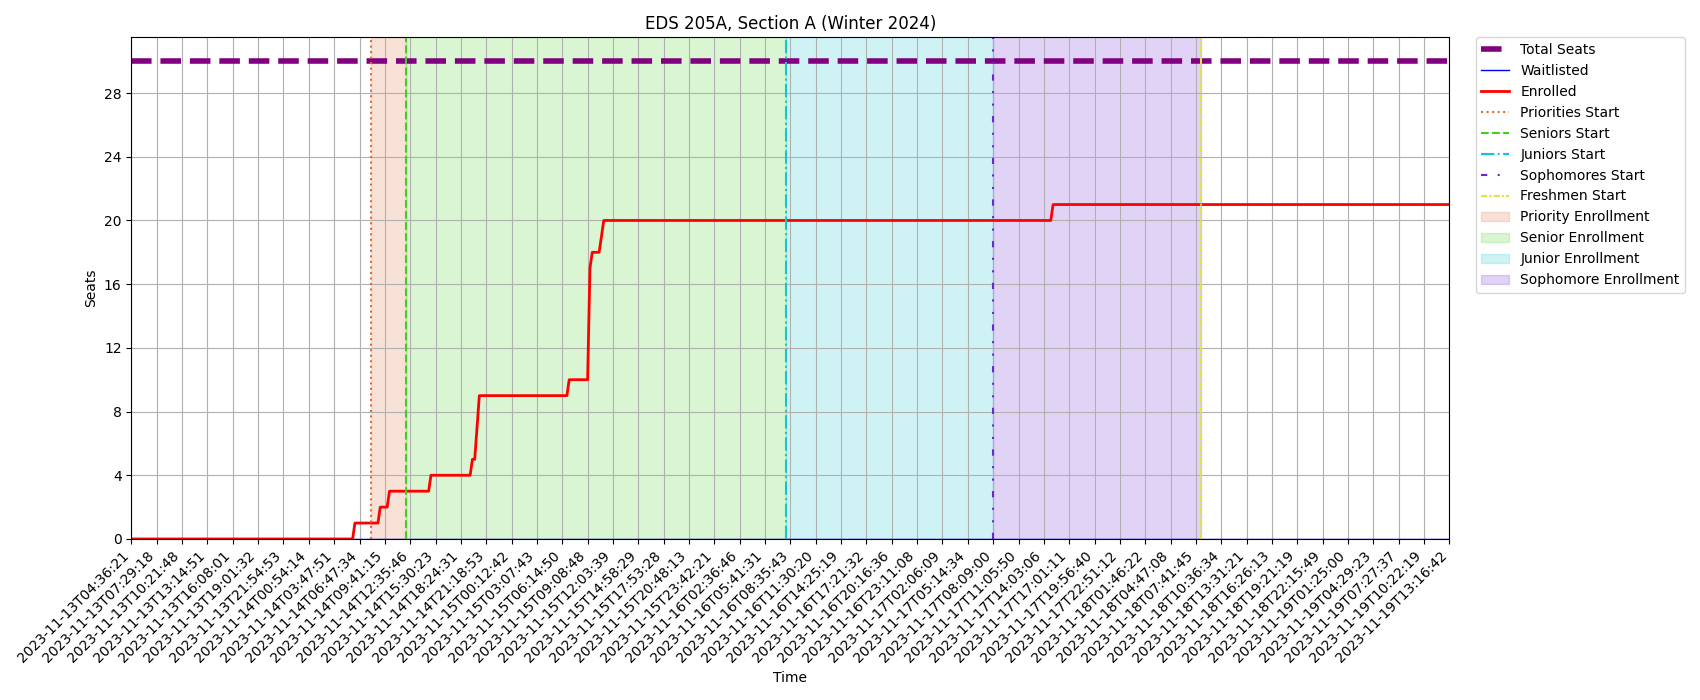 EDS 205A, Section A (Winter 2024)
Seats
28
24
20
16
12
8
4
0
2023-11-13T04:36:21
2023-11-13T07:29:18
2023-11-13T10:21:48
2023-11-13T13:14:51
2023-11-13T16:08:01
2023-11-13T19:01:32
2023-11-13T21:54:53
2023-11-14T00:54:14
2023-11-14T03:47:51
2023-11-14T06:47:34
2023-11-14T09:41:15
2023-11-14T12:35:46
2023-11-14T15:30:23
2023-11-14T18:24:31
2023-11-14T21:18:53
2023-11-15T00:12:42
2023-11-15T03:07:43
2023-11-15T06:14:50
2023-11-15T09:08:48
2023-11-15T12:03:39
2023-11-15T14:58:29
2023-11-15T17:53:28
2023-11-15T20:48:13
2023-11-15T23:42:21
2023-11-16T02:36:46
2023-11-16T05:41:31
2023-11-16T08:35:43
2023-11-16T11:30:20
2023-11-16T14:25:19
2023-11-16T17:21:32
2023-11-16T20:16:36
2023-11-16T23:11:08
2023-11-17T02:06:09
2023-11-17T05:14:34
2023-11-17T08:09:00
2023-11-17T11:05:50
2023-11-17T14:03:06
2023-11-17T17:01:11
2023-11-17T19:56:40
2023-11-17T22:51:12
2023-11-18T01:46:22
2023-11-18T04:47:08
2023-11-18T07:41:45
2023-11-18T10:36:34
2023-11-18T13:31:21
2023-11-18T16:26:13
2023-11-18T19:21:19
2023-11-18T22:15:49
2023-11-19T01:25:00
2023-11-19T04:29:23
2023-11-19T07:27:37
2023-11-19T10:22:19
2023-11-19T13:16:42
Time
Total Seats
Waitlisted
Enrolled
Priorities Start
Seniors Start
Juniors Start
Sophomores Start
Freshmen Start
Priority Enrollment
Senior Enrollment
Junior Enrollment
Sophomore Enrollment